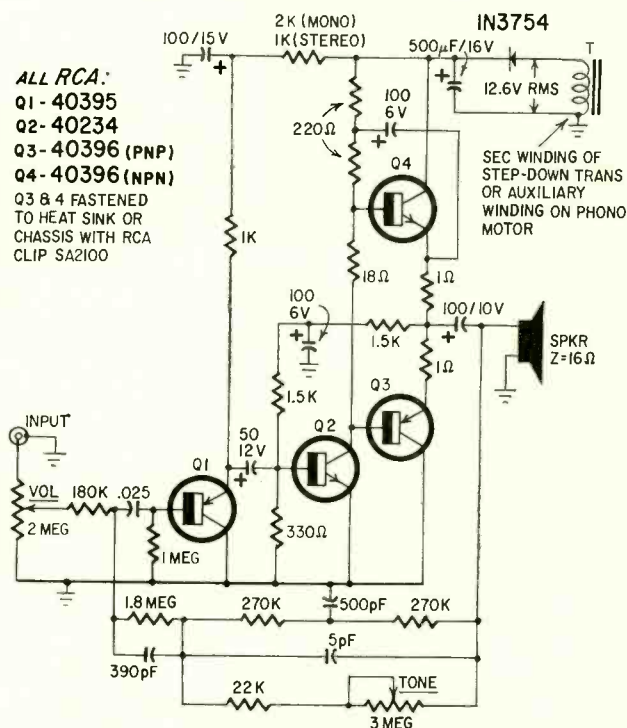 2K (MONO)
1K (STEREO)
1N3754
100/15V
+
500µF/16V
+
T
12.6V RMS
ALL RCA:
Q1 - 40395
Q2 - 40234
Q3 - 40396 (PNP)
Q4 - 40396 (NPN)
Q3 & 4 FASTENED
TO HEAT SINK OR
CHASSIS WITH RCA
CLIP SA2100
220Ω
100
6V
+
Q4
SEC WINDING OF
STEP-DOWN TRANS
OR AUXILIARY
WINDING ON PHONO
MOTOR
1K
18Ω
1Ω
100
6V
+
1.5K
100/10V
+
SPKR
Z=16Ω
1Ω
1.5K
Q3
INPUT
Q1
50
12V
+
Q2
VOL
2 MEG
180K
.025
1 MEG
330Ω
1.8 MEG
270K
500pF
270K
390pF
5pF
22K
TONE
3 MEG